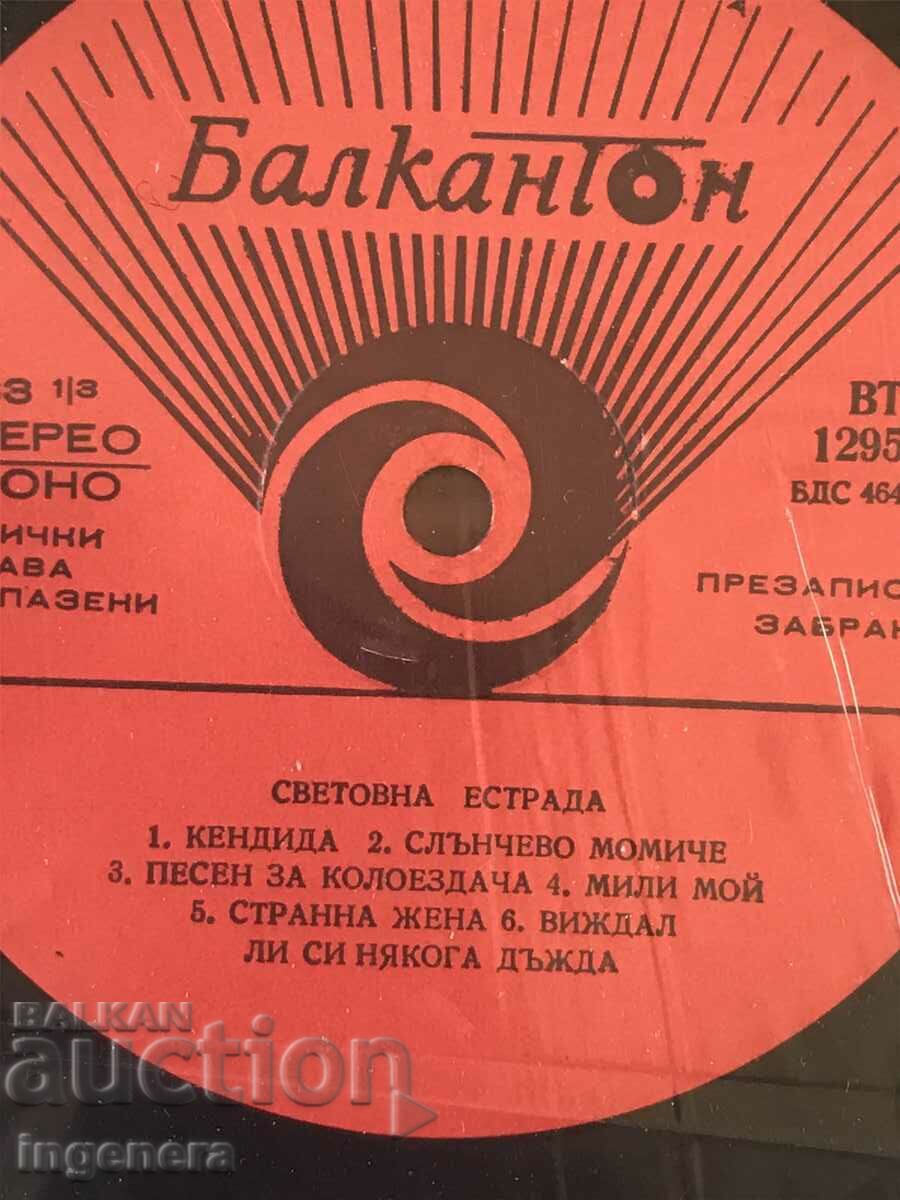 Балкантон
33 1/3
ЕРЕО
ОНО
ИЧКИ
АВА
ПАЗЕНИ
ВТ
1295
БДС 464
ПРЕЗАПИС
ЗАБРАН
СВЕТОВНА ЕСТРАДА
1. КЕНДИДА 2. СЛЪНЧЕВО МОМИЧЕ
3. ПЕСЕН ЗА КОЛОЕЗДАЧА 4. МИЛИ МОЙ
5. СТРАННА ЖЕНА 6. ВИЖДАЛ
ЛИ СИ НЯКОГА ДЪЖДА
BALKAN
auction
ingenera